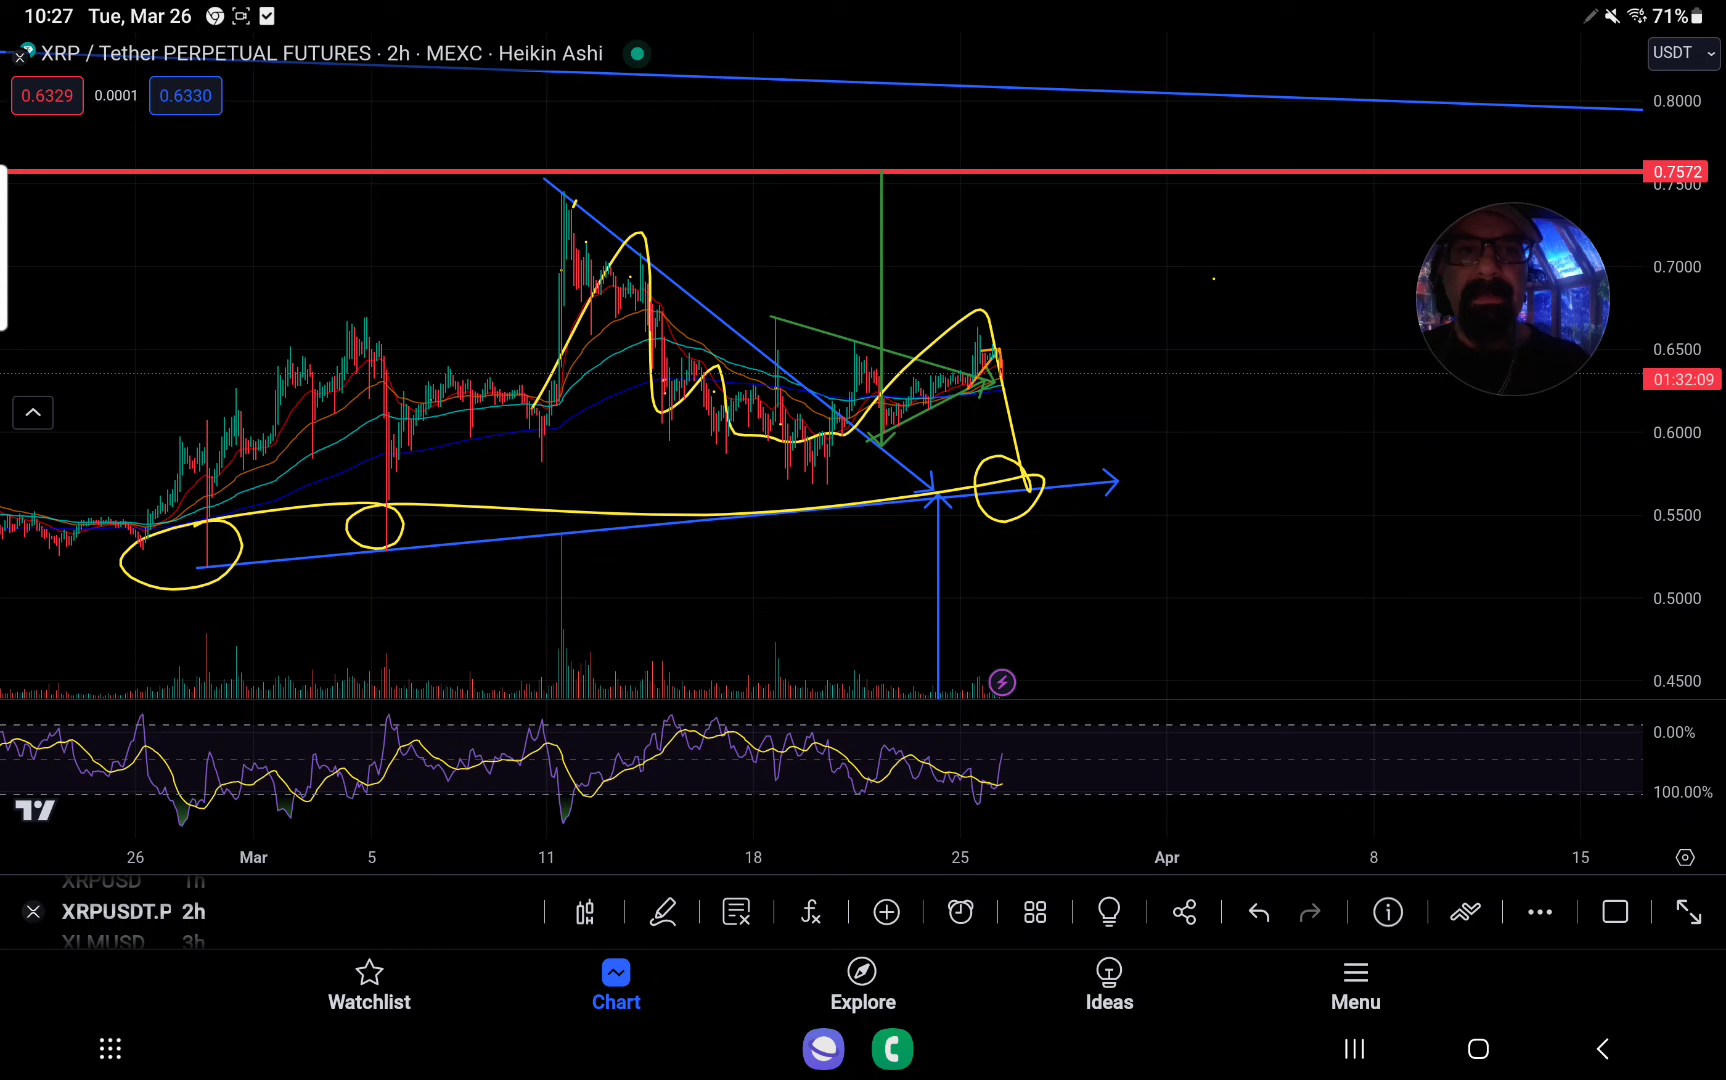 10:27 Tue, Mar 26
71%
XRP / Tether PERPETUAL FUTURES · 2h · MEXC · Heikin Ashi
USDT
0.6329 0.0001 0.6330
0.8000
0.7572
0.7500
0.7000
0.6500
01:32:09
0.6000
0.5500
0.5000
0.4500
0.00%
100.00%
26 Mar 5 11 18 25 Apr 8 15
XRPUSD 1h
XRPUSDT.P 2h
XLMUSD 3h
Watchlist Chart Explore Ideas Menu